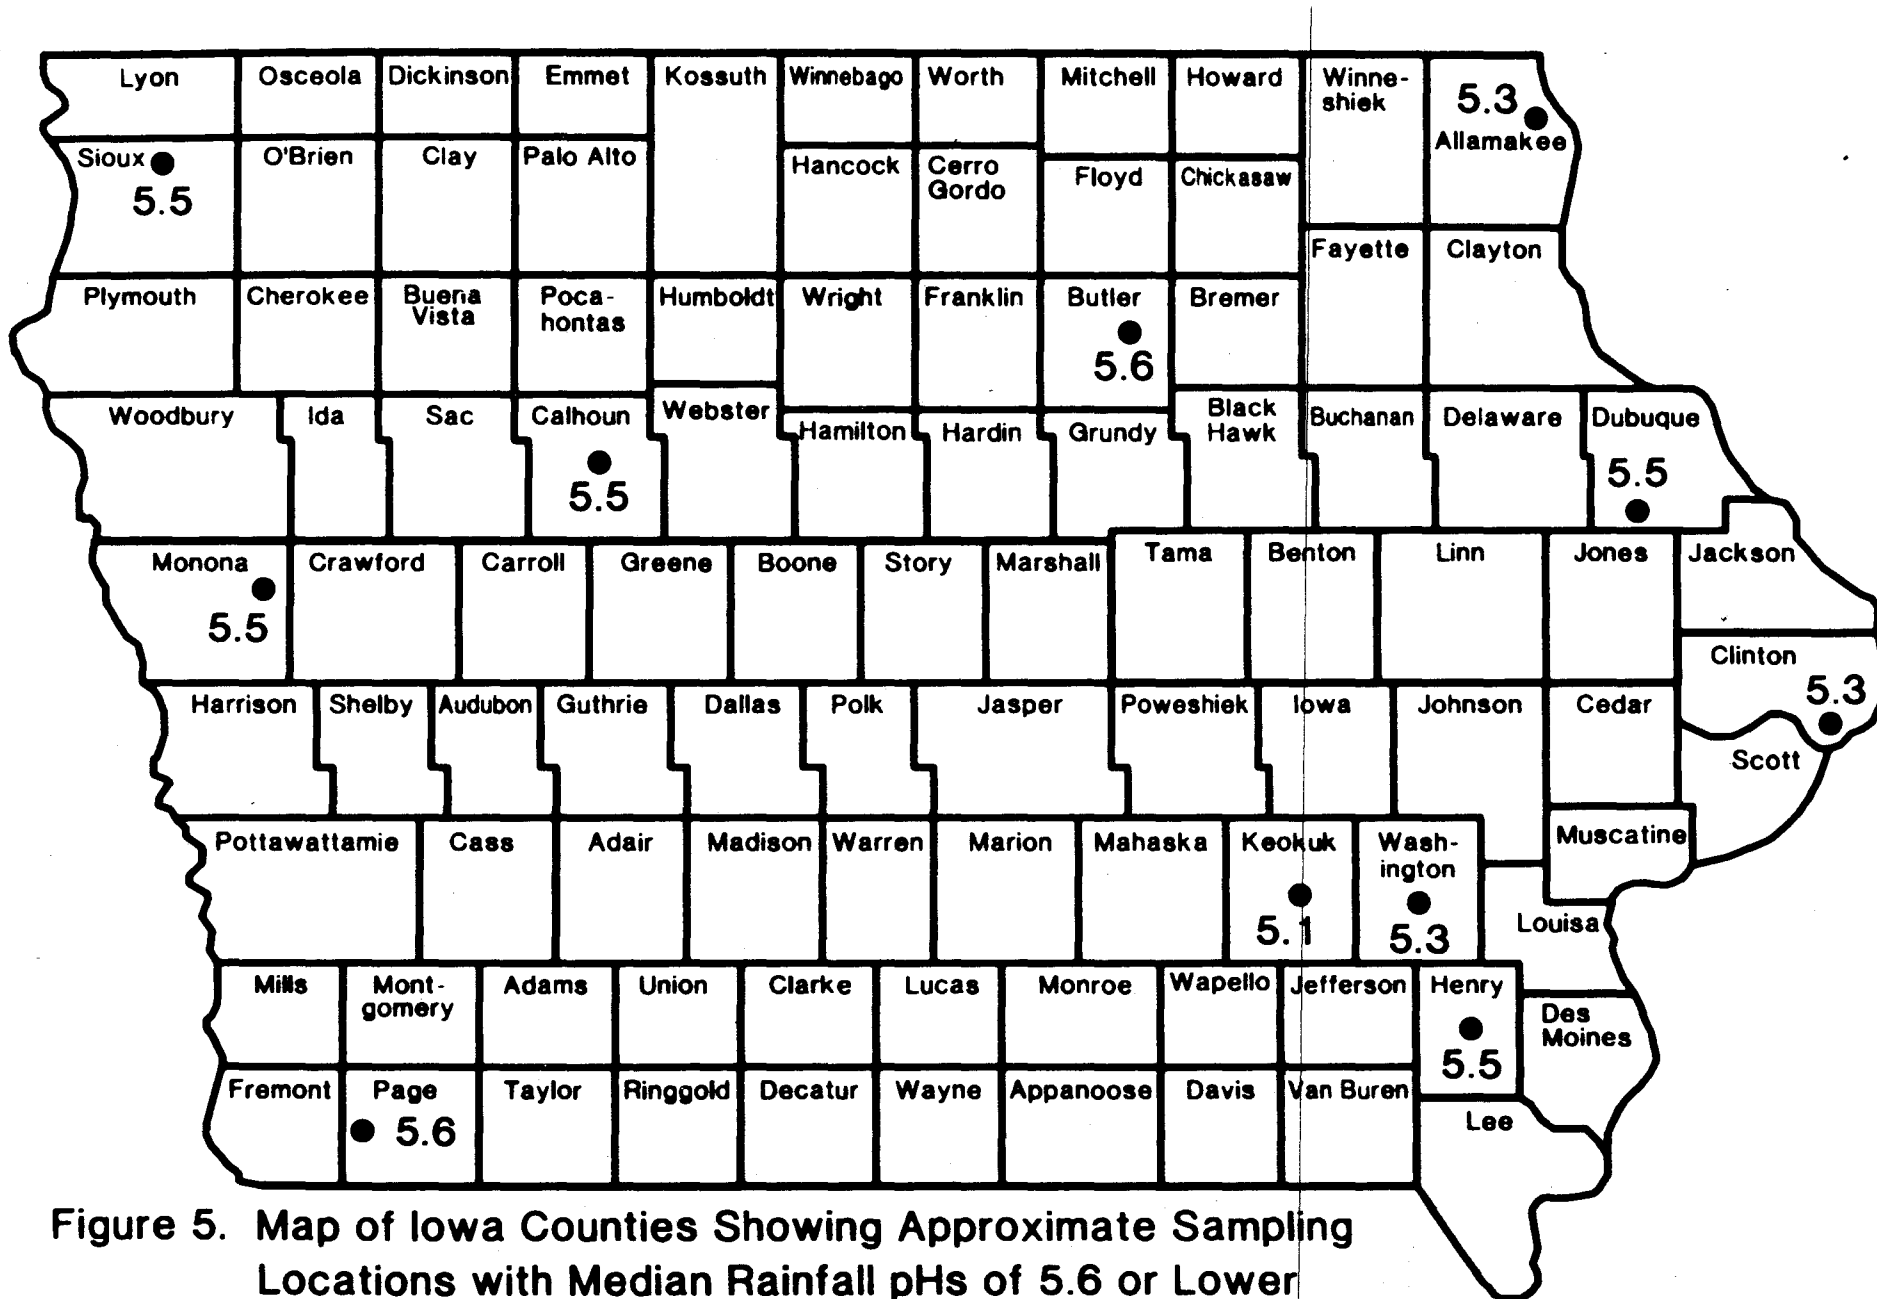 Lyon
Osceola
Dickinson
Emmet
Kossuth
Winnebago
Worth
Mitchell
Howard
Winne-
shiek
5.3
Allamakee
Sioux
5.5
O'Brien
Clay
Palo Alto
Hancock
Cerro
Gordo
Floyd
Chickasaw
Fayette
Clayton
Plymouth
Cherokee
Buena
Vista
Poca-
hontas
Humboldt
Wright
Franklin
Butler
5.6
Bremer
Woodbury
Ida
Sac
Calhoun
5.5
Webster
Hamilton
Hardin
Grundy
Black
Hawk
Buchanan
Delaware
Dubuque
5.5
Monona
5.5
Crawford
Carroll
Greene
Boone
Story
Marshall
Tama
Benton
Linn
Jones
Jackson
Clinton
5.3
Harrison
Shelby
Audubon
Guthrie
Dallas
Polk
Jasper
Poweshiek
Iowa
Johnson
Cedar
Scott
Pottawattamie
Cass
Adair
Madison
Warren
Marion
Mahaska
Keokuk
5.1
Wash-
ington
5.3
Muscatine
Louisa
Mills
Mont-
gomery
Adams
Union
Clarke
Lucas
Monroe
Wapello
Jefferson
Henry
5.5
Des
Moines
Fremont
Page
5.6
Taylor
Ringgold
Decatur
Wayne
Appanoose
Davis
Van Buren
Lee
Figure 5. Map of Iowa Counties Showing Approximate Sampling
Locations with Median Rainfall pHs of 5.6 or Lower